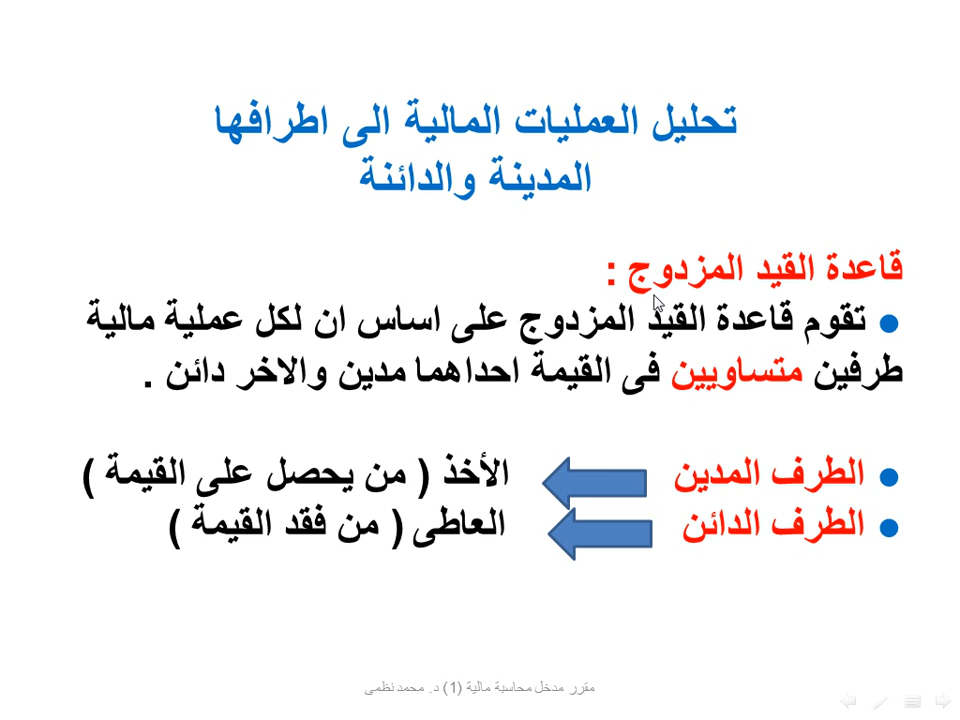 تحليل العمليات المالية الى اطرافها
المدينة والدائنة
قاعدة القيد المزدوج :
● تقوم قاعدة القيد المزدوج على اساس ان لكل عملية مالية
طرفين متساويين فى القيمة احداهما مدين والاخر دائن .
● الطرف المدين الأخذ ( من يحصل على القيمة )
● الطرف الدائن العاطى ( من فقد القيمة )
مقرر مدخل محاسبة مالية (1) د. محمد نظمى